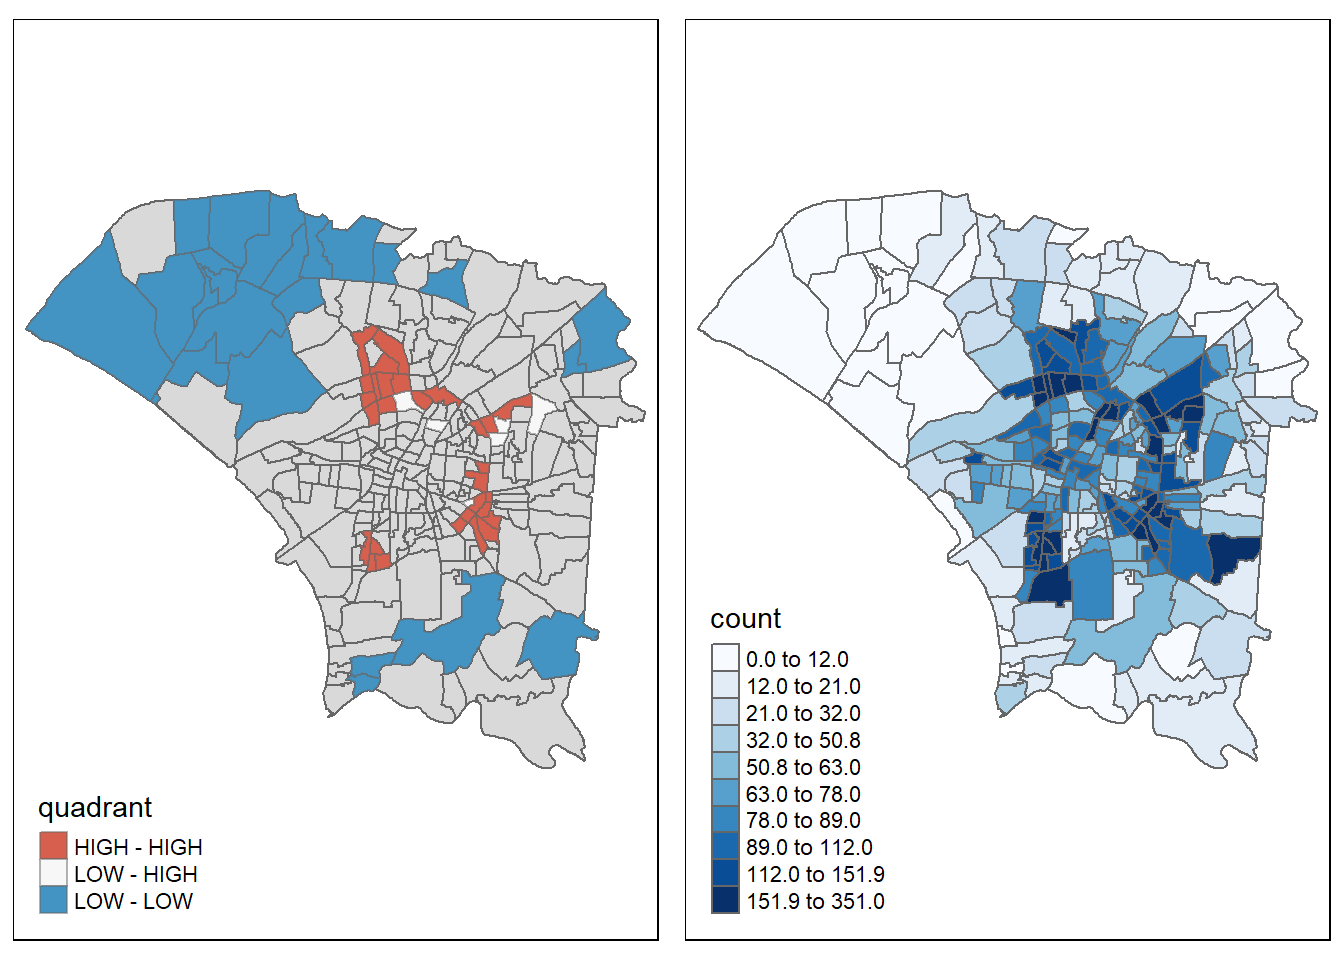 quadrant
HIGH - HIGH
LOW - HIGH
LOW - LOW
count
0.0 to 12.0
12.0 to 21.0
21.0 to 32.0
32.0 to 50.8
50.8 to 63.0
63.0 to 78.0
78.0 to 89.0
89.0 to 112.0
112.0 to 151.9
151.9 to 351.0